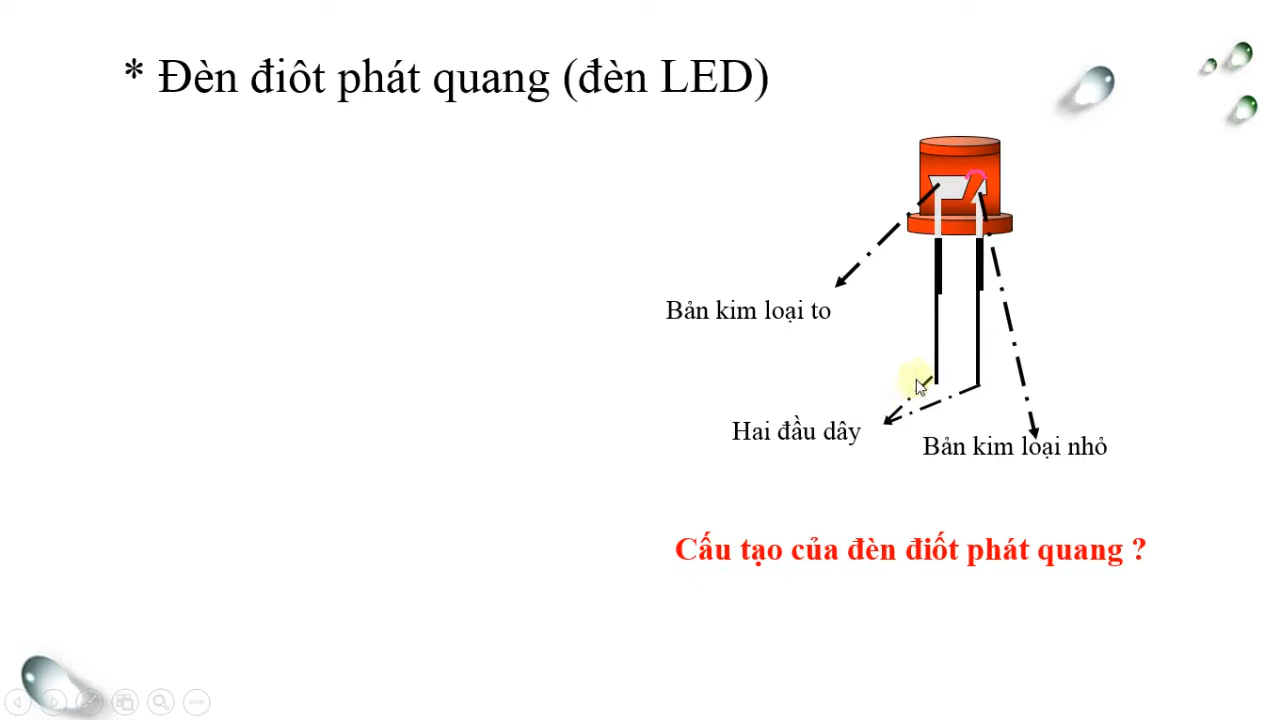 * Đèn điôt phát quang (đèn LED)
Bản kim loại to
Hai đầu dây
Bản kim loại nhỏ
Cấu tạo của đèn điốt phát quang ?